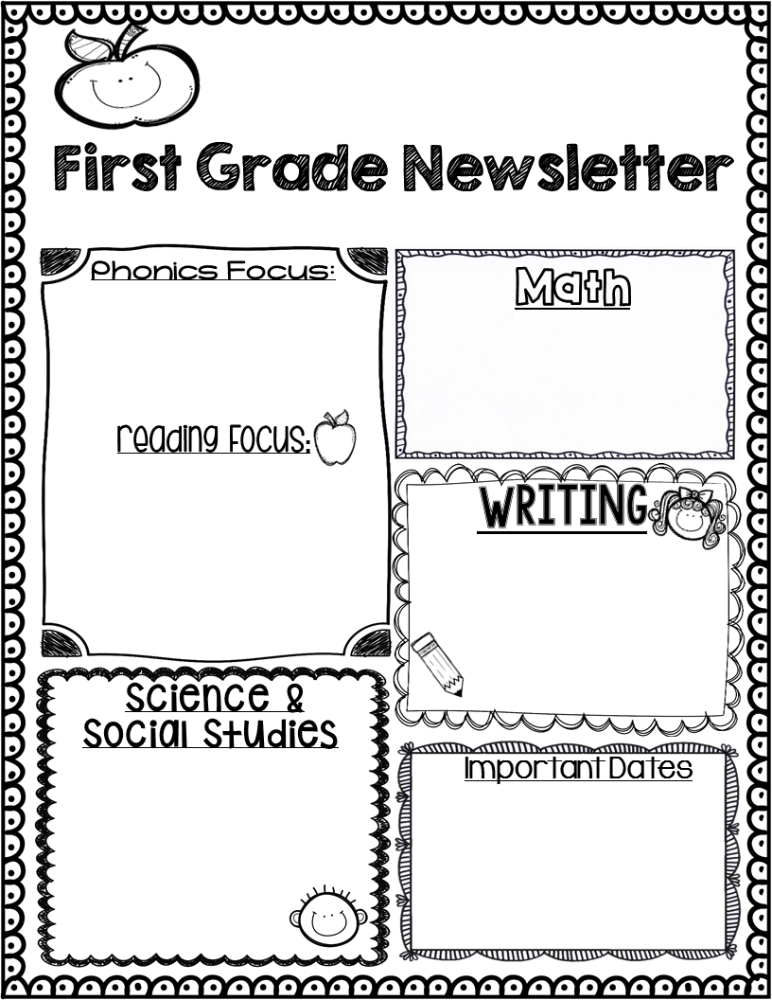 First Grade Newsletter
Phonics Focus:
Reading Focus:
Math
WRITING
Science &
Social Studies
Important Dates